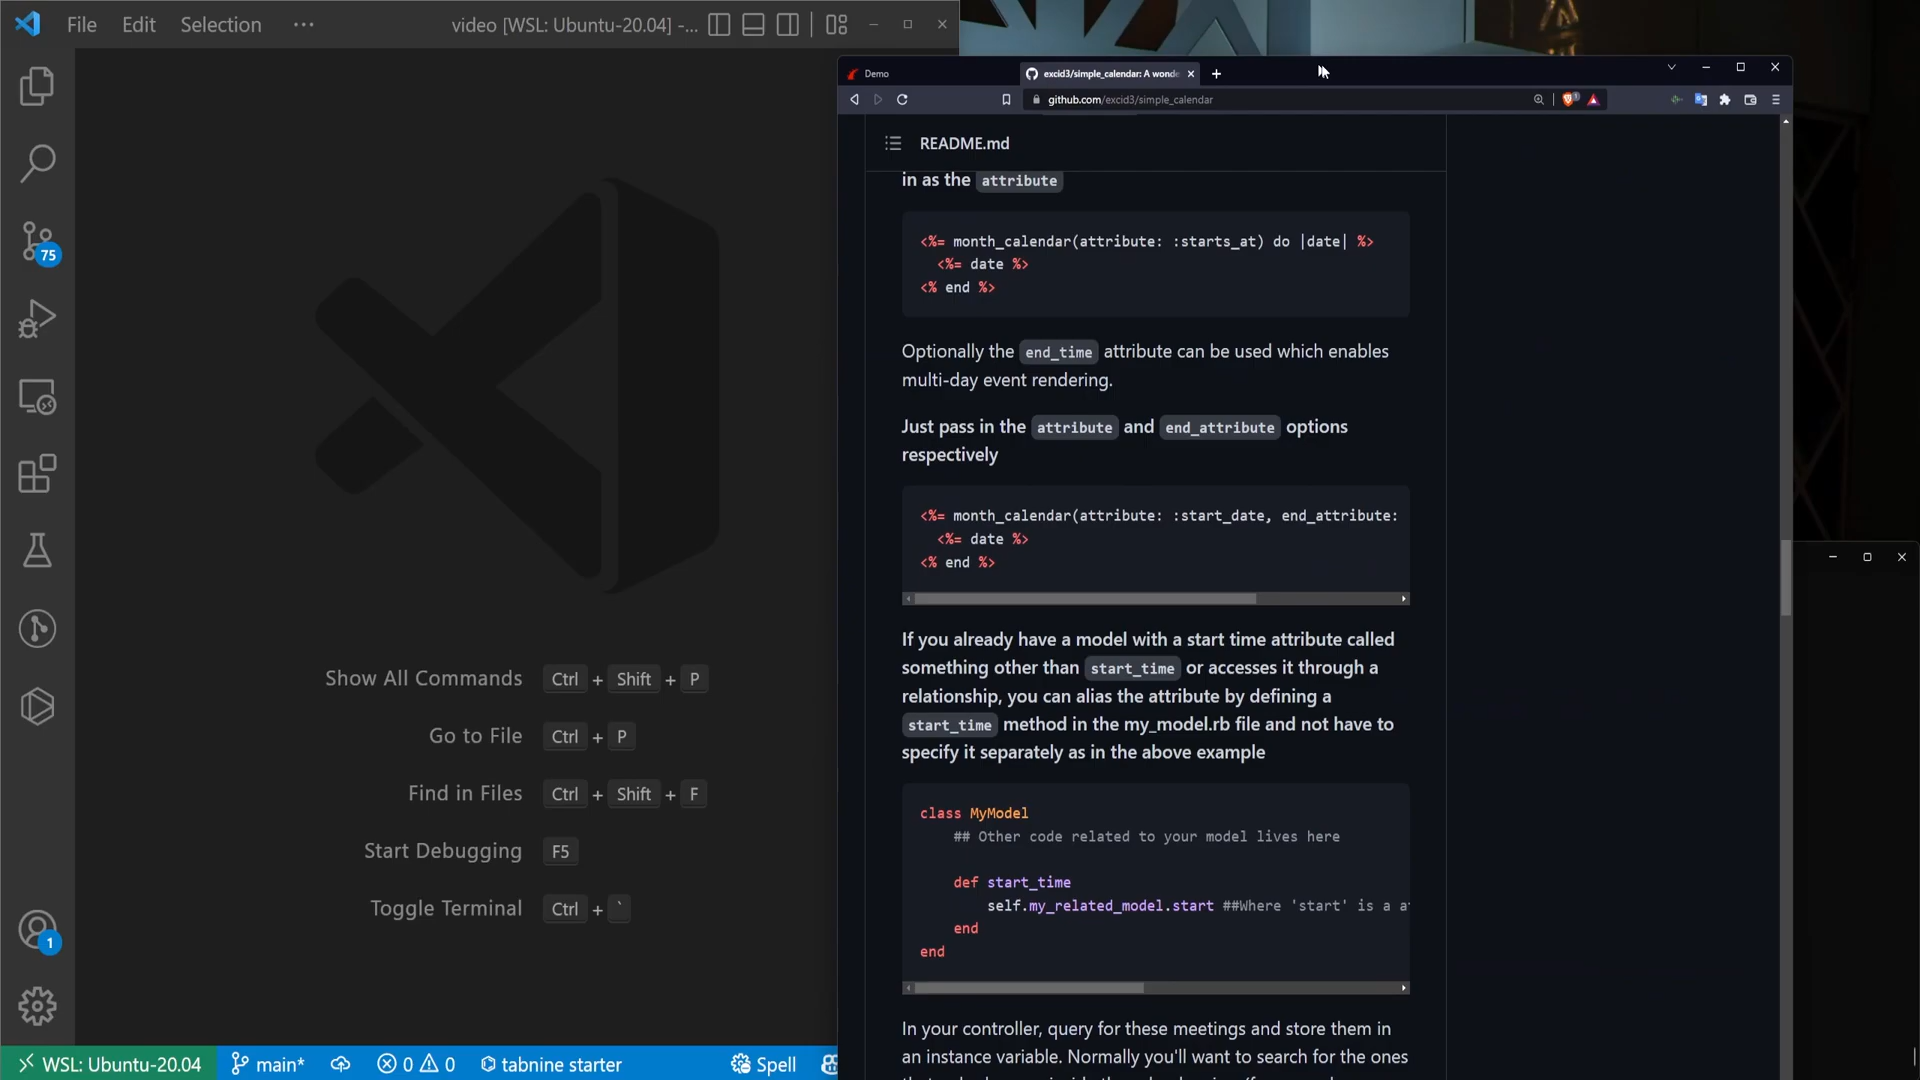 File Edit Selection ··· video [WSL: Ubuntu-20.04] -...
75
1
Show All Commands Ctrl + Shift + P
Go to File Ctrl + P
Find in Files Ctrl + Shift + F
Start Debugging F5
Toggle Terminal Ctrl + `
WSL: Ubuntu-20.04 main* 0 0 tabnine starter Spell
Demo excid3/simple_calendar: A wonde
github.com/excid3/simple_calendar
README.md
in as the attribute
<%= month_calendar(attribute: :starts_at) do |date| %>
<%= date %>
<% end %>
Optionally the end_time attribute can be used which enables
multi-day event rendering.
Just pass in the attribute and end_attribute options
respectively
<%= month_calendar(attribute: :start_date, end_attribute:
<%= date %>
<% end %>
If you already have a model with a start time attribute called
something other than start_time or accesses it through a
relationship, you can alias the attribute by defining a
start_time method in the my_model.rb file and not have to
specify it separately as in the above example
class MyModel
## Other code related to your model lives here
def start_time
self.my_related_model.start ##Where 'start' is a a
end
end
In your controller, query for these meetings and store them in
an instance variable. Normally you'll want to search for the ones